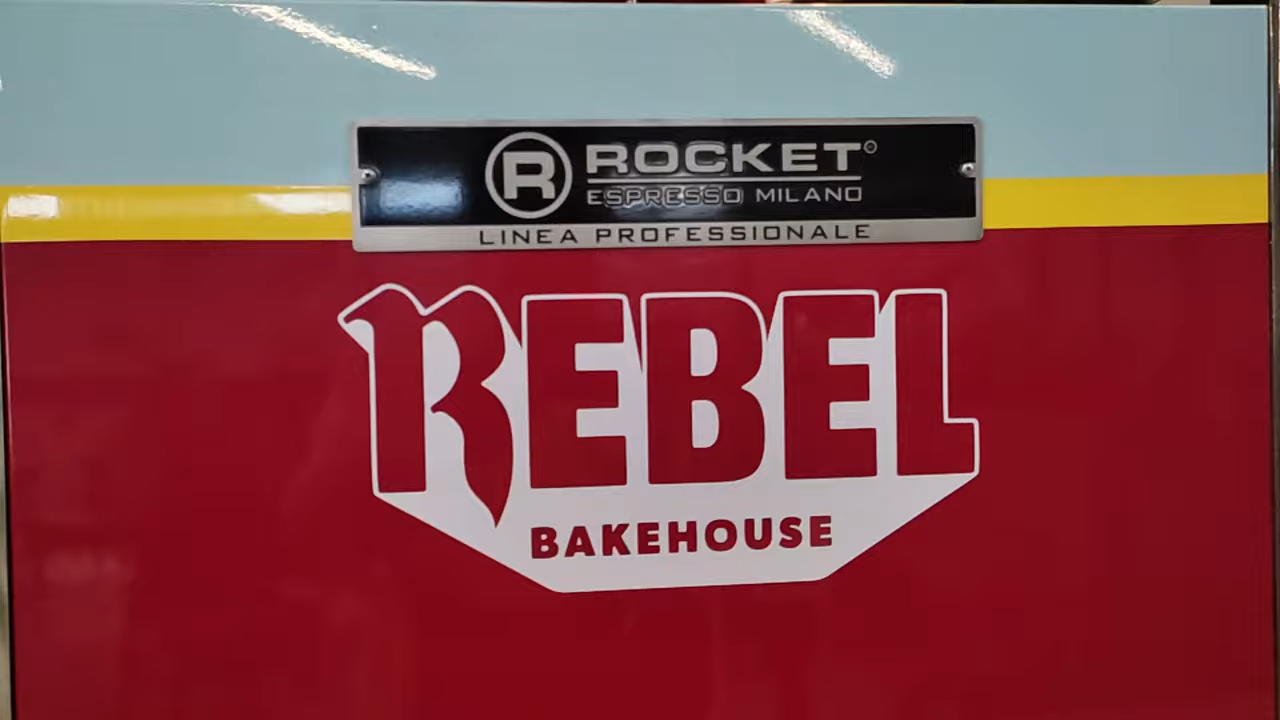 R ROCKET®
ESPRESSO MILANO
LINEA PROFESSIONALE
REBEL
BAKEHOUSE